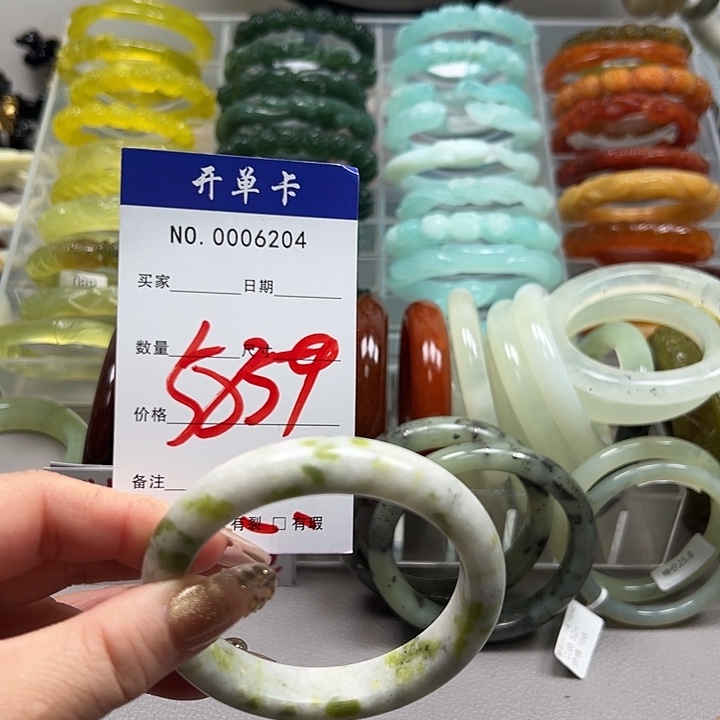 开单卡
NO. 0006204
买家 日期
数量 尺寸
5859
价格
备注
有裂 □ 有瑕